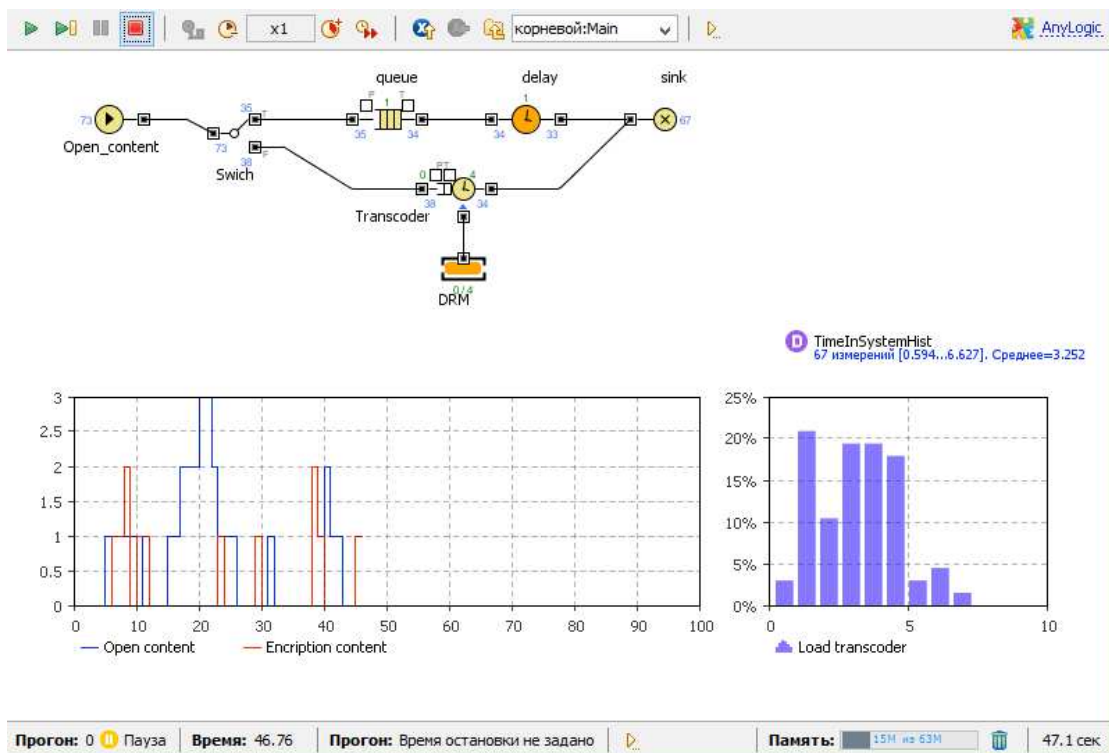 x1 корневой:Main AnyLogic
queue delay sink
P T 1 1
73 35 T 35 34 34 33 67
Open_content
73 38 F
Swich
0 PT 4
38 34
Transcoder
0/4
DRM
TimeInSystemHist
67 измерений [0.594...6.627]. Среднее=3.252
3
2.5
2
1.5
1
0.5
0
0 10 20 30 40 50 60 70 80 90 100
Open content Encription content
25%
20%
15%
10%
5%
0%
0 5 10
Load transcoder
Прогон: 0 Пауза Время: 46.76 Прогон: Время остановки не задано Память: 15M из 63M 47.1 сек